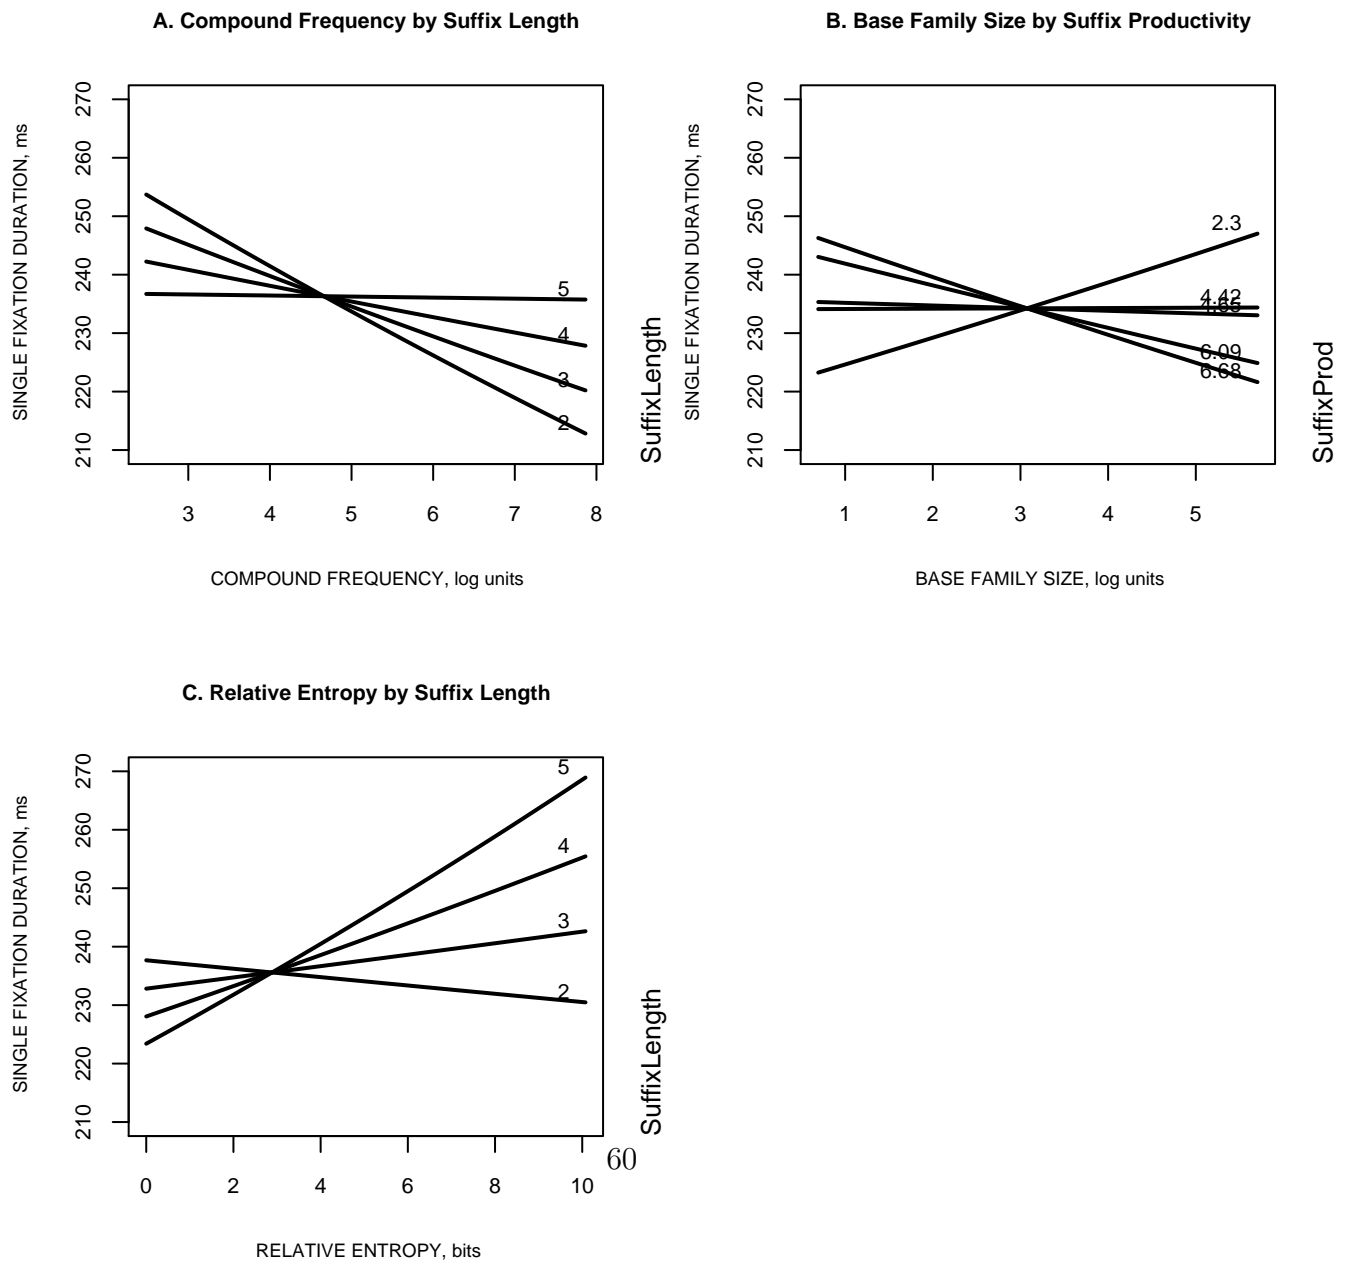 A. Compound Frequency by Suffix Length
SINGLE FIXATION DURATION, ms
270
260
250
240
230
220
210
5
4
3
2
SuffixLength
3 4 5 6 7 8
COMPOUND FREQUENCY, log units
B. Base Family Size by Suffix Productivity
SINGLE FIXATION DURATION, ms
270
260
250
240
230
220
210
2.3
4.42
6.09
6.68
SuffixProd
1 2 3 4 5
BASE FAMILY SIZE, log units
C. Relative Entropy by Suffix Length
SINGLE FIXATION DURATION, ms
270
260
250
240
230
220
210
5
4
3
2
SuffixLength
0 2 4 6 8 10
RELATIVE ENTROPY, bits
60